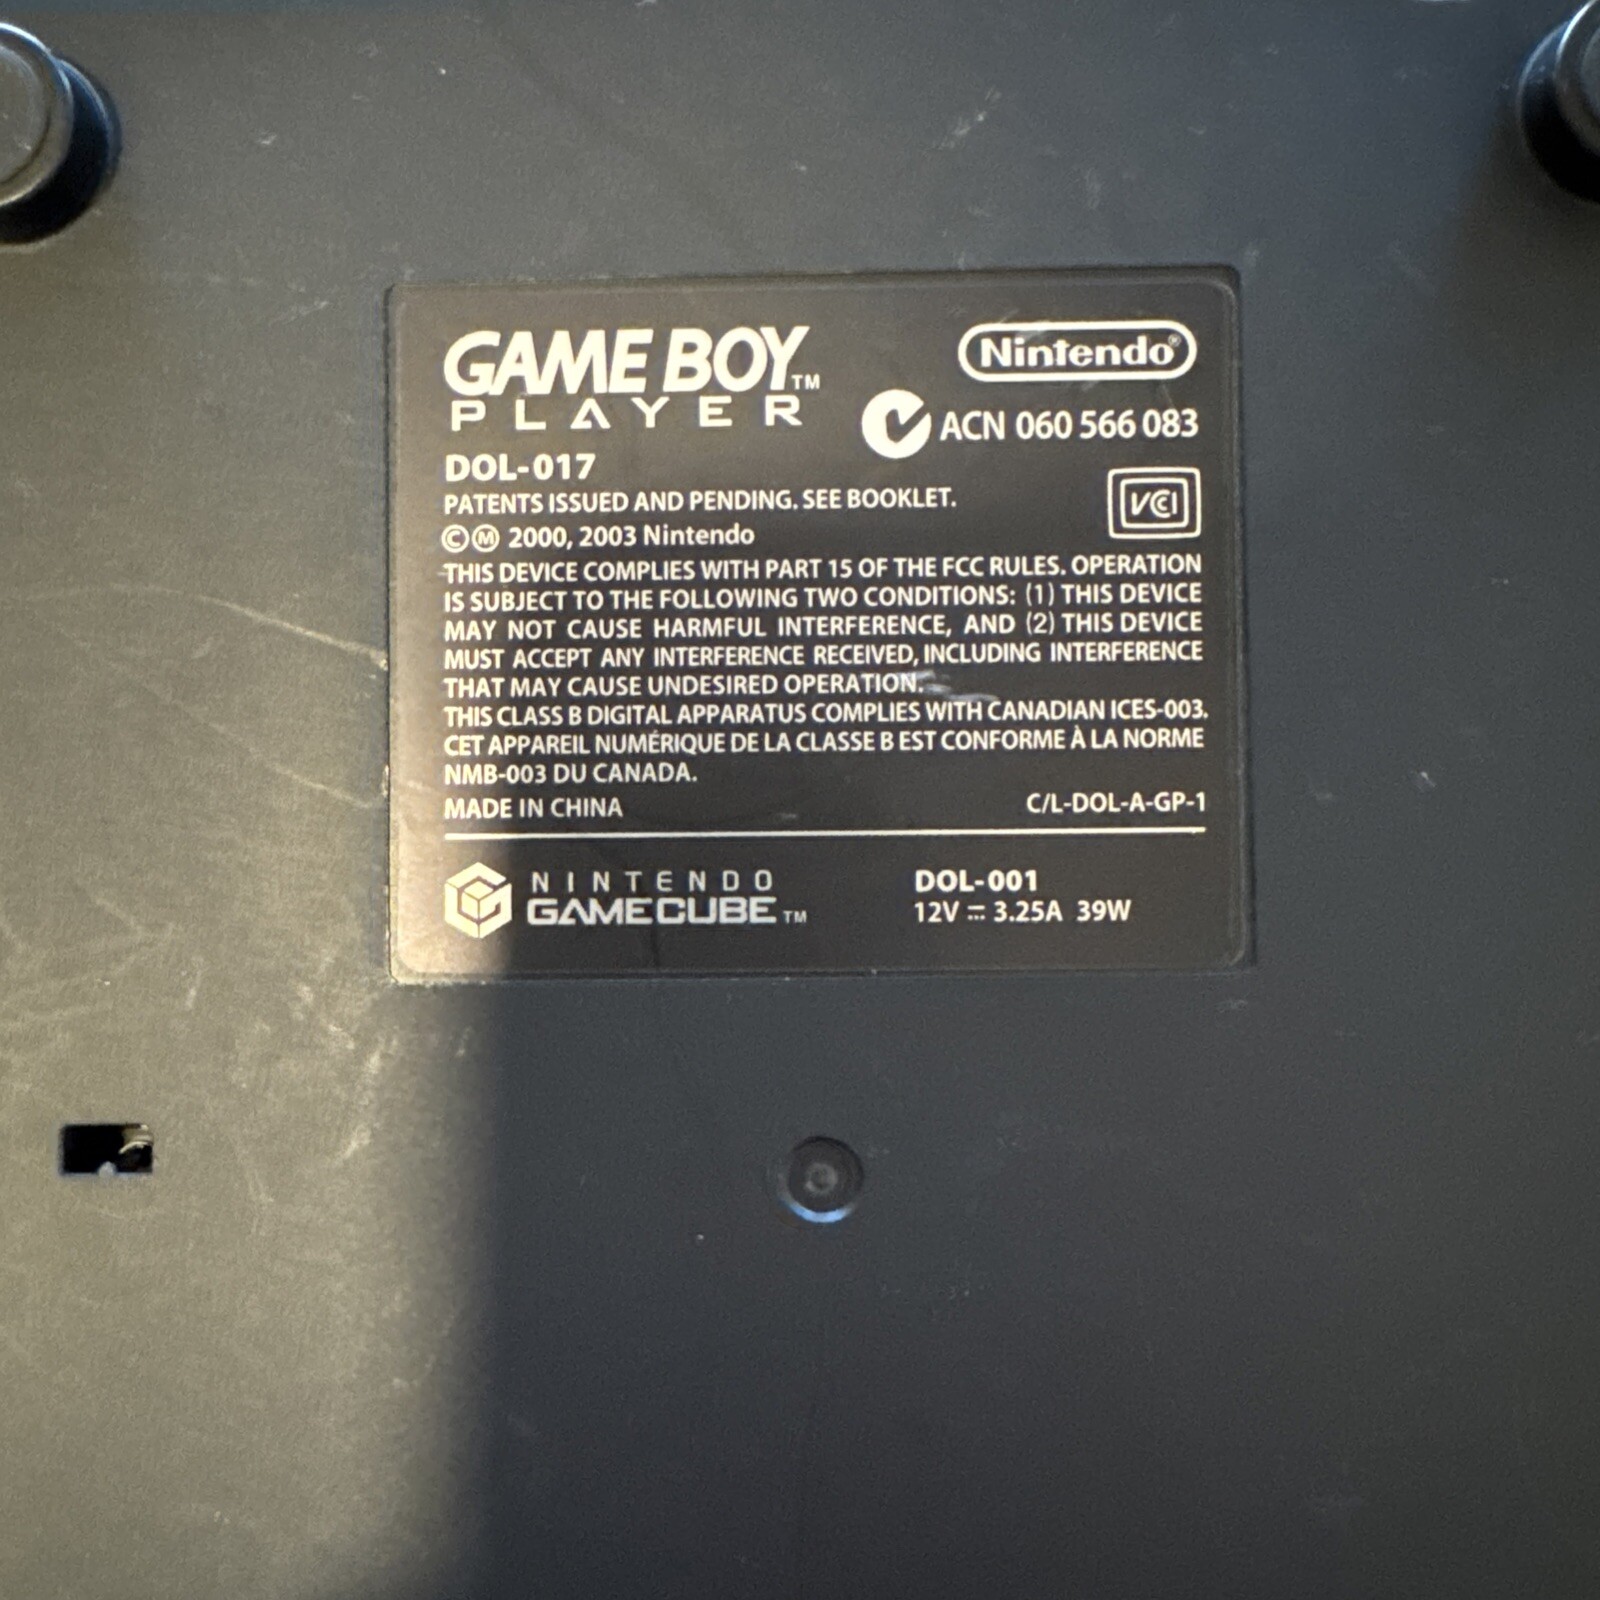 GAME BOY™
PLAYER
Nintendo®
ACN 060 566 083
DOL-017
PATENTS ISSUED AND PENDING. SEE BOOKLET.
VCI
©Ⓜ 2000, 2003 Nintendo
THIS DEVICE COMPLIES WITH PART 15 OF THE FCC RULES. OPERATION
IS SUBJECT TO THE FOLLOWING TWO CONDITIONS: (1) THIS DEVICE
MAY NOT CAUSE HARMFUL INTERFERENCE, AND (2) THIS DEVICE
MUST ACCEPT ANY INTERFERENCE RECEIVED, INCLUDING INTERFERENCE
THAT MAY CAUSE UNDESIRED OPERATION.
THIS CLASS B DIGITAL APPARATUS COMPLIES WITH CANADIAN ICES-003.
CET APPAREIL NUMÉRIQUE DE LA CLASSE B EST CONFORME À LA NORME
NMB-003 DU CANADA.
MADE IN CHINA C/L-DOL-A-GP-1
NINTENDO
GAMECUBE™
DOL-001
12V ⎓ 3.25A 39W